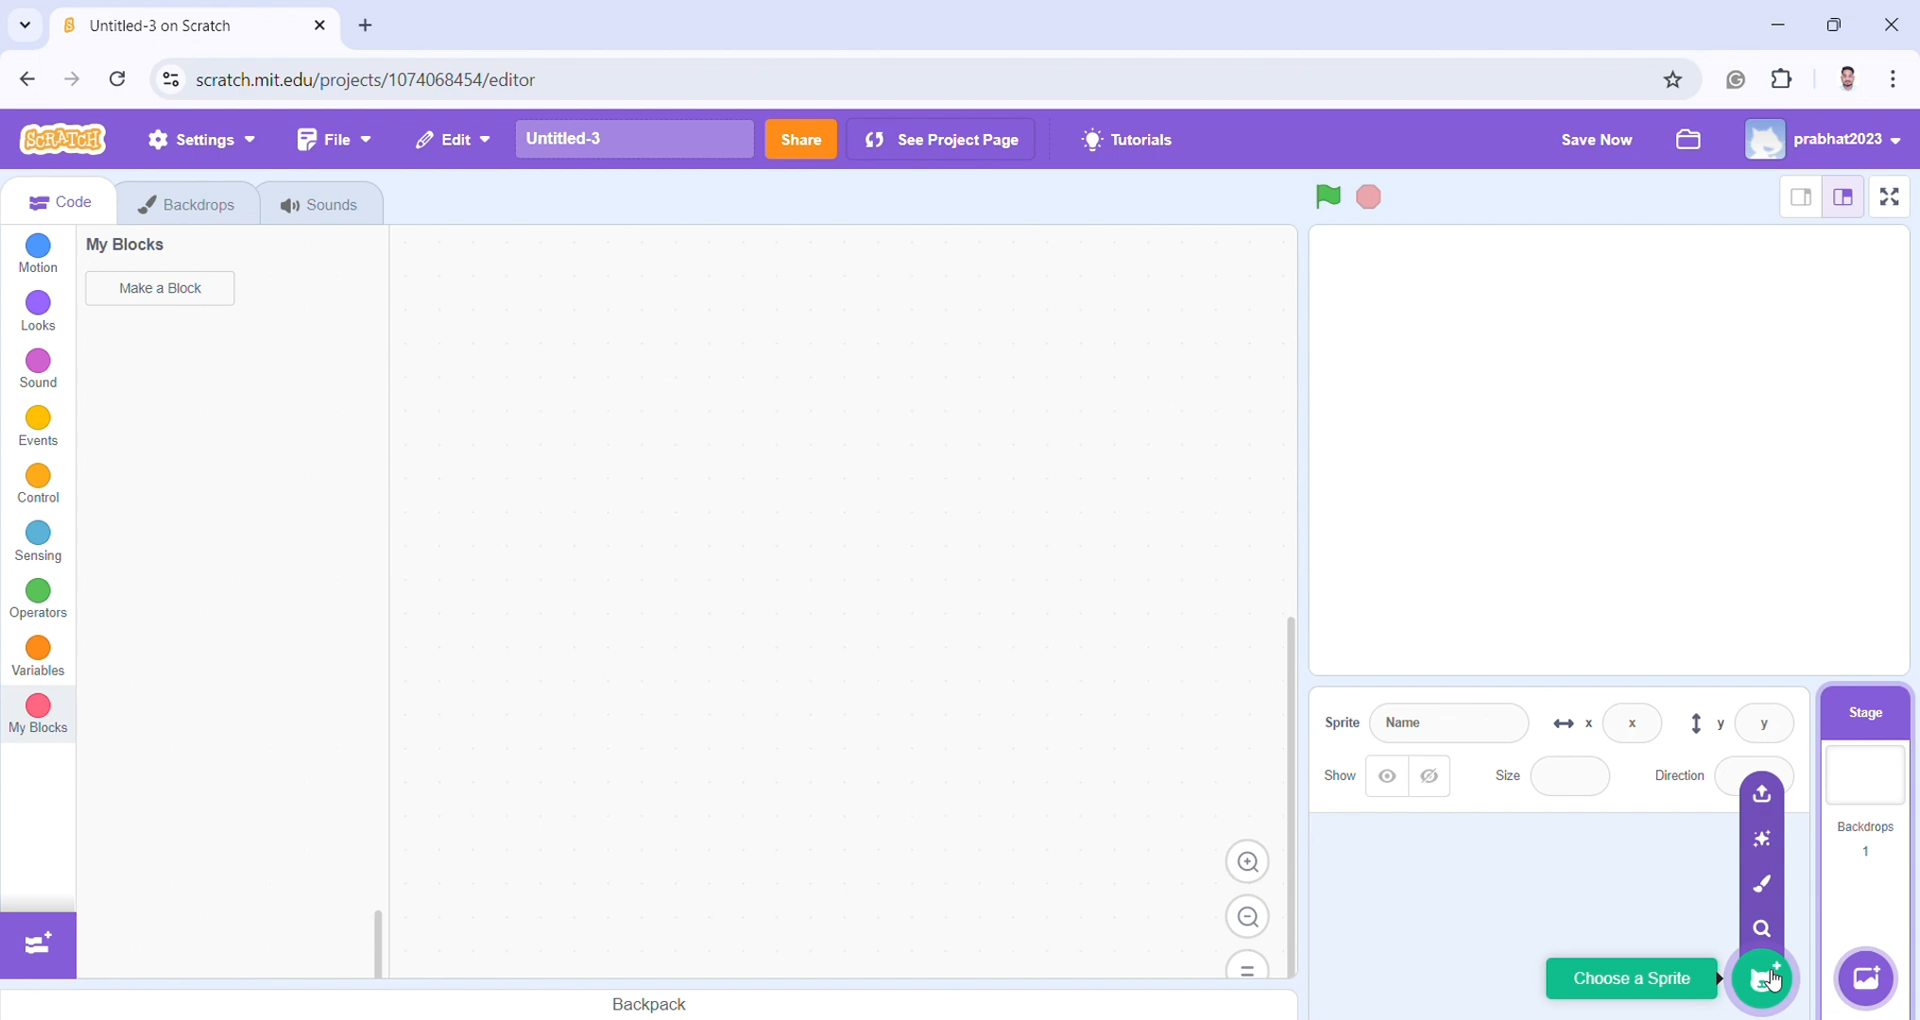 Untitled-3 on Scratch
scratch.mit.edu/projects/1074068454/editor
SCRATCH Settings File Edit Untitled-3 Share See Project Page Tutorials Save Now prabhat2023
Code Backdrops Sounds
My Blocks
Make a Block
Motion
Looks
Sound
Events
Control
Sensing
Operators
Variables
My Blocks
Backpack
Sprite Name x x y y
Show Size Direction
Choose a Sprite
Stage
Backdrops
1